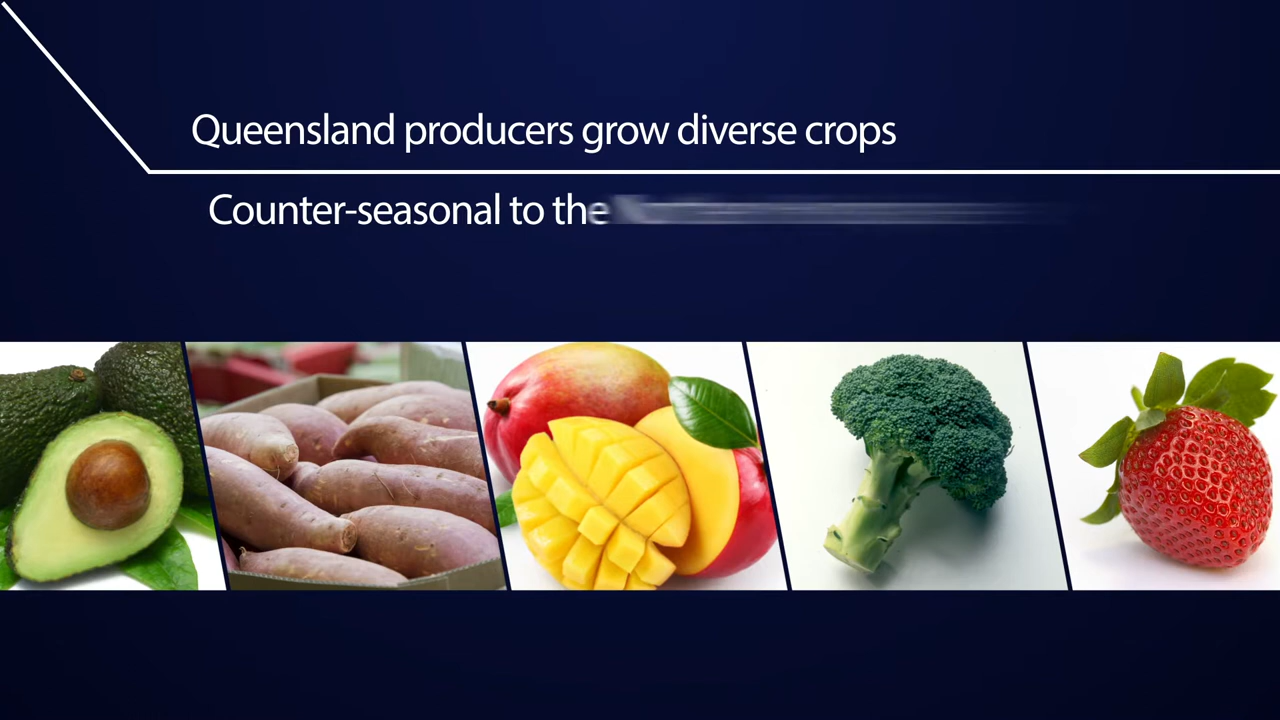 Queensland producers grow diverse crops
Counter-seasonal to the